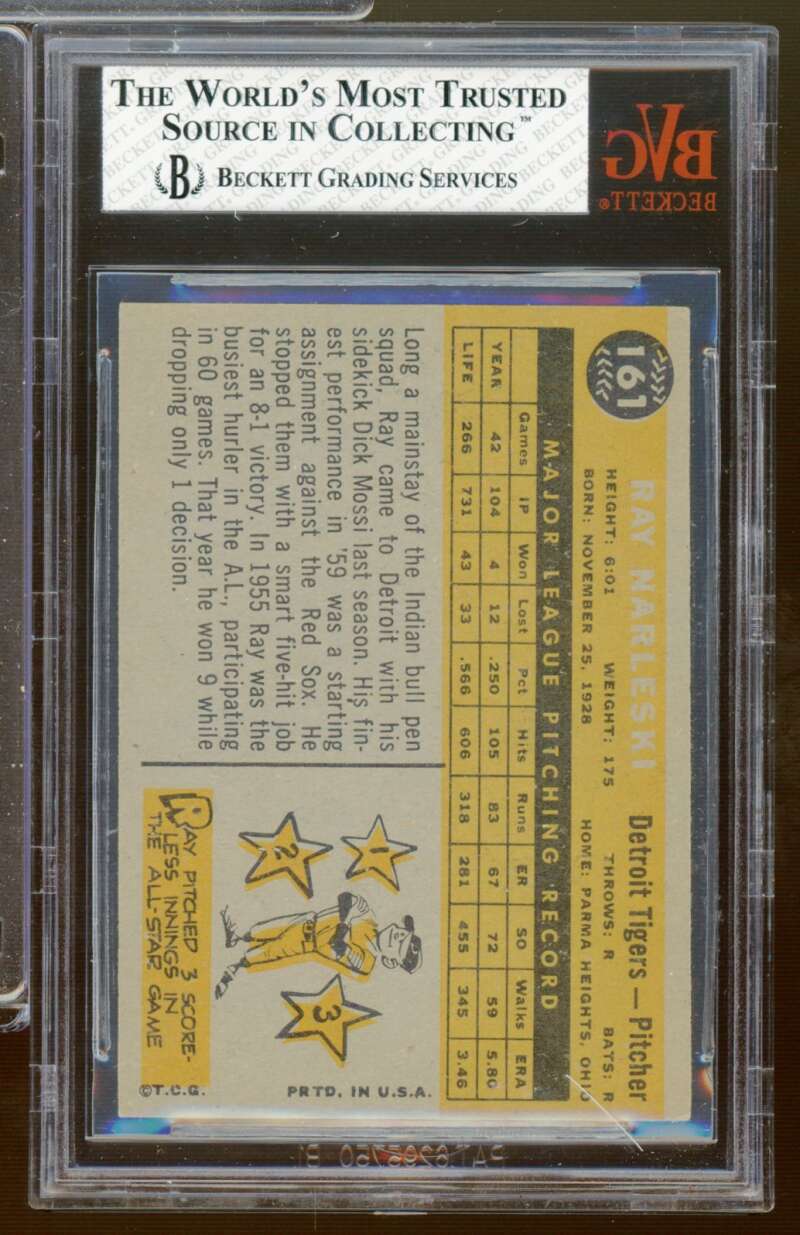 THE WORLD'S MOST TRUSTED
SOURCE IN COLLECTING™
B BECKETT GRADING SERVICES
BVG
BECKETT®
161
RAY NARLESKI Detroit Tigers — Pitcher
HEIGHT: 6:01 WEIGHT: 175 THROWS: R BATS: R
BORN: NOVEMBER 25, 1928 HOME: PARMA HEIGHTS, OHIO
MAJOR LEAGUE PITCHING RECORD
Games IP Won Lost Pct Hits Runs ER SO Walks ERA
YEAR 42 104 4 12 .250 105 83 67 72 59 5.80
LIFE 266 731 43 33 .566 606 318 281 455 345 3.46
Long a mainstay of the Indian bull pen
squad, Ray came to Detroit with his
sidekick Dick Mossi last season. His fin-
est performance in '59 was a starting
assignment against the Red Sox. He
stopped them with a smart five-hit job
for an 8-1 victory. In 1955 Ray was the
busiest hurler in the A.L., participating
in 60 games. That year he won 9 while
dropping only 1 decision.
1
2
3
RAY PITCHED 3 SCORE-
LESS INNINGS IN
THE ALL-STAR GAME
PRTD. IN U.S.A.
©T.C.G.